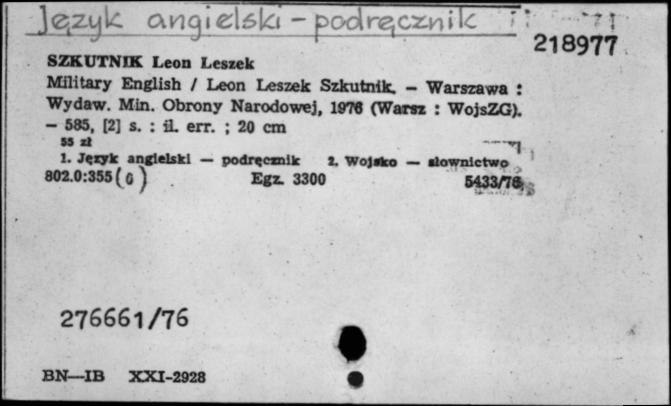 Język angielski - podręcznik
218977
SZKUTNIK Leon Leszek
Military English / Leon Leszek Szkutnik. — Warszawa :
Wydaw. Min. Obrony Narodowej, 1976 (Warsz : WojsZG).
— 585, [2] s. : il. err. ; 20 cm
55 zł
1. Język angielski — podręcznik 2. Wojsko — słownictwo
802.0:355(0) Egz. 3300 5433/76
276661/76
BN—IB XXI-2928